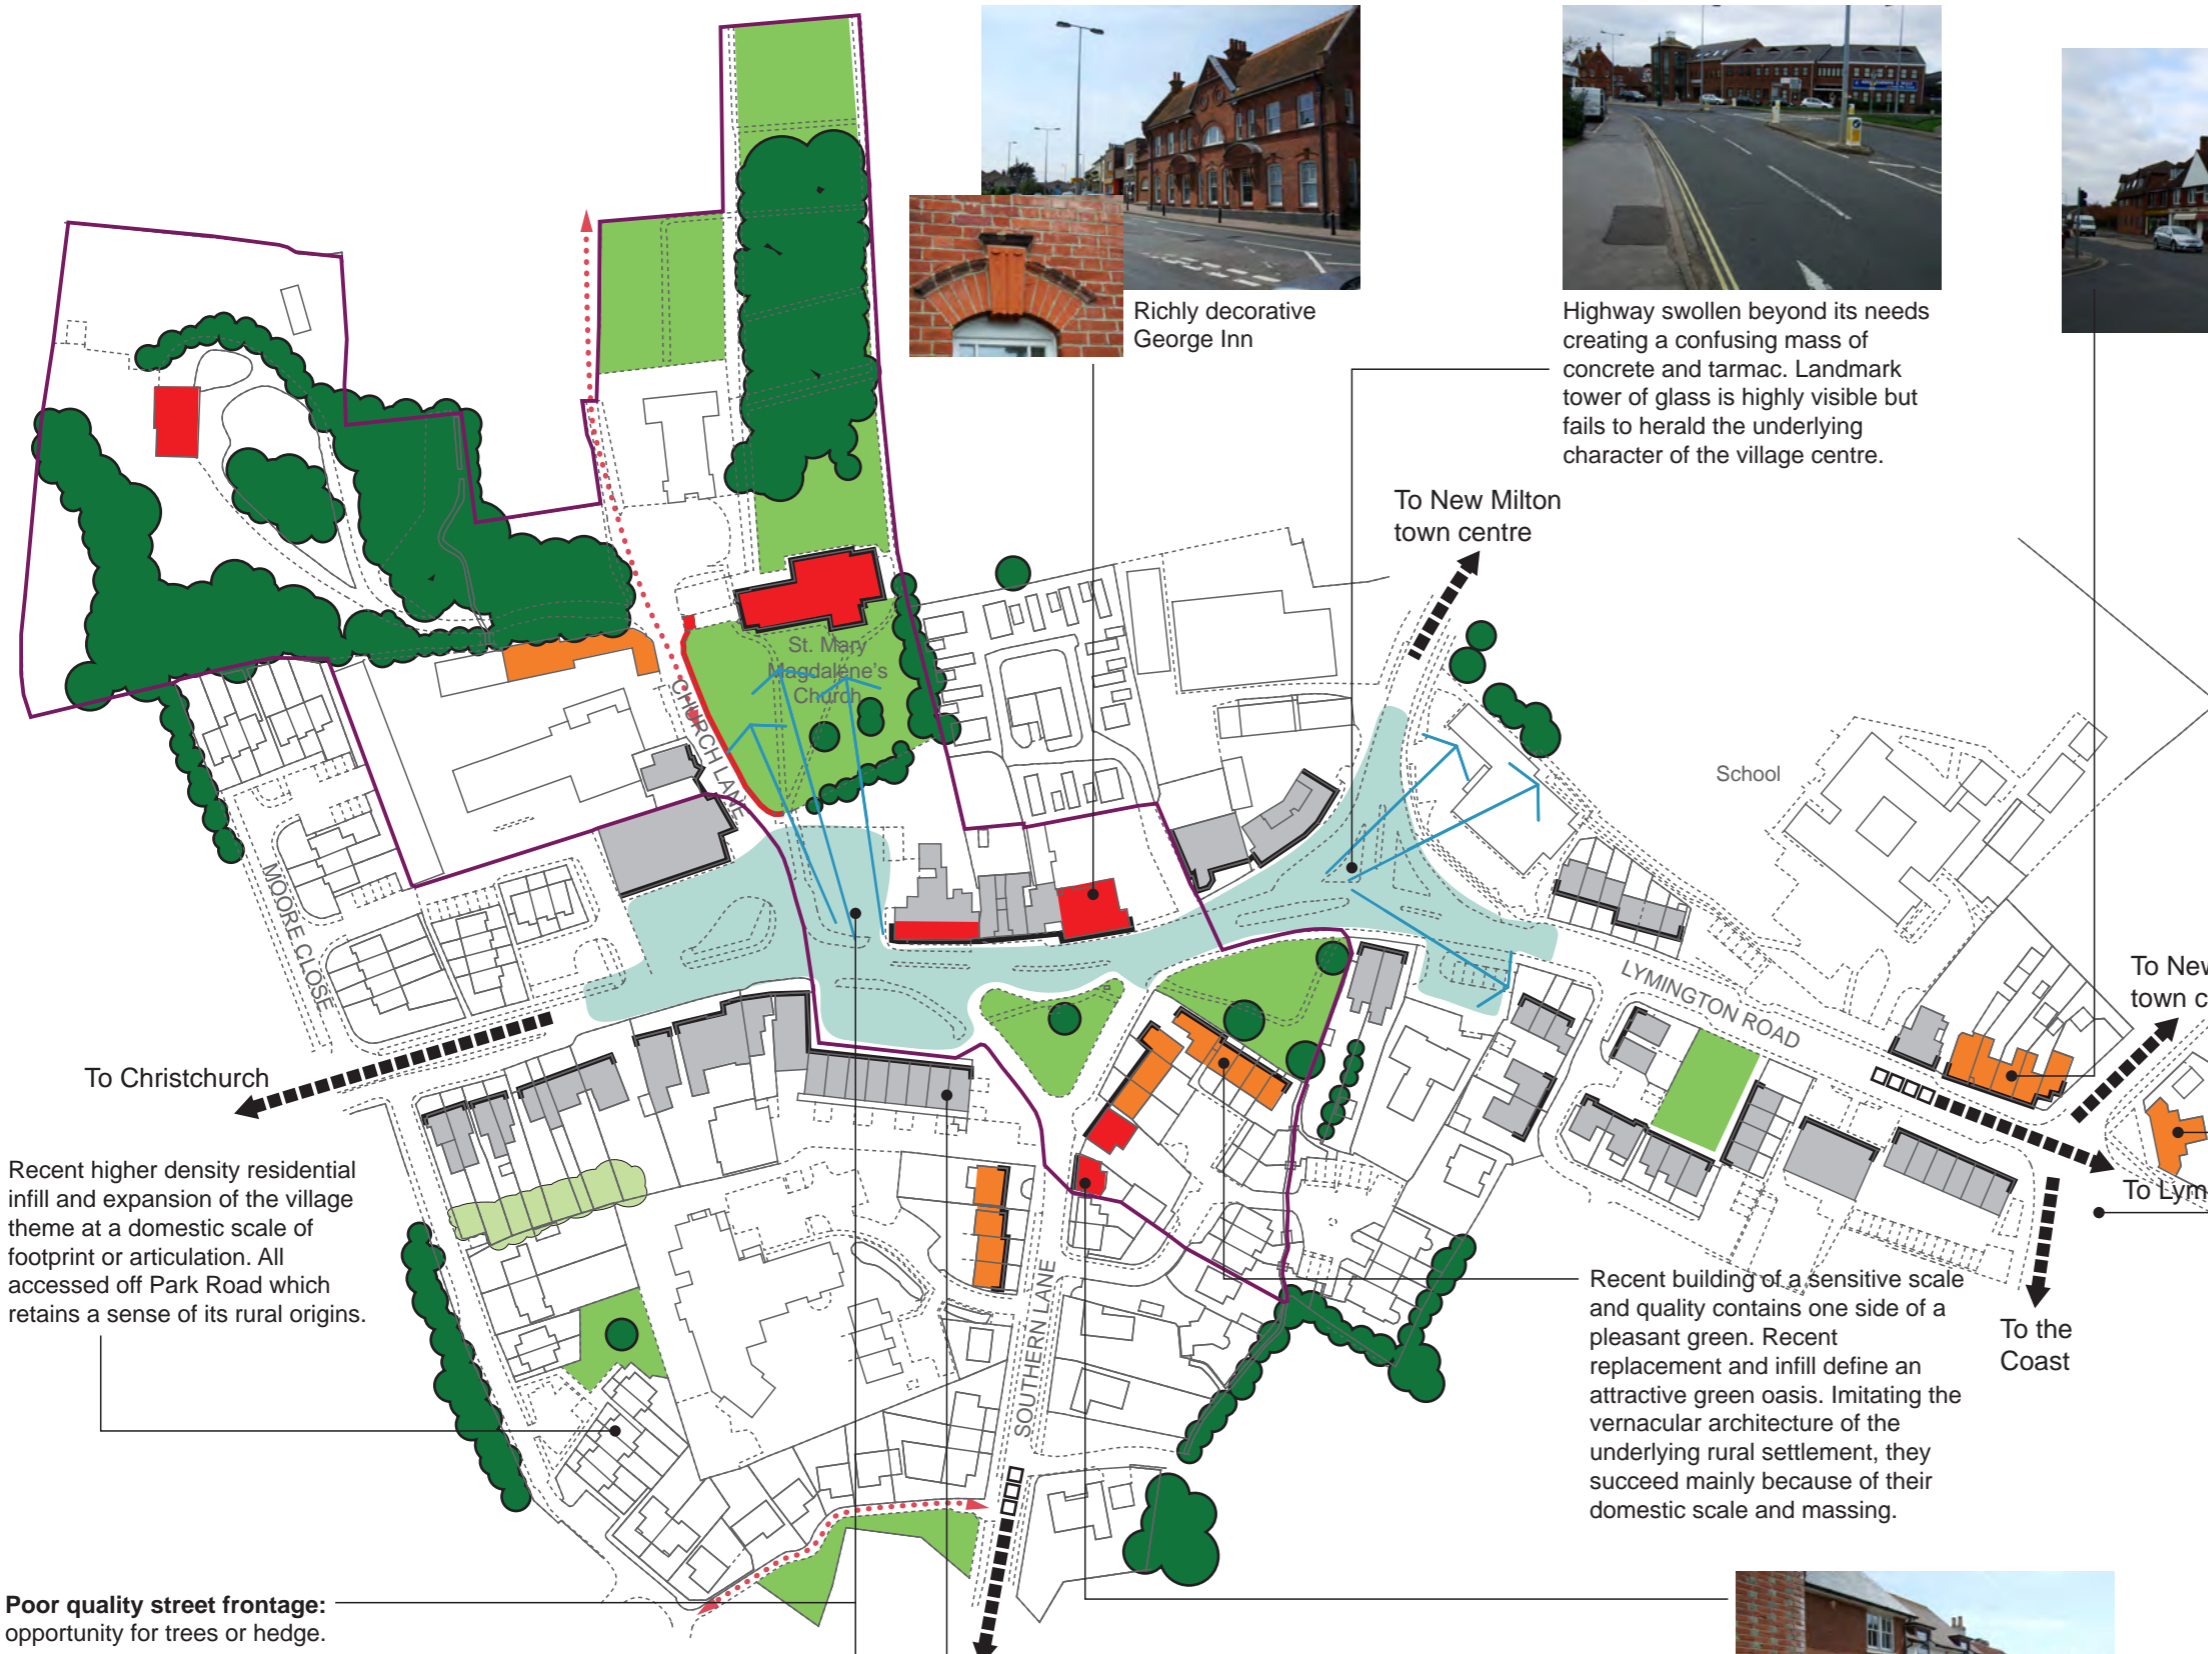 Richly decorative
George Inn
Highway swollen beyond its needs
creating a confusing mass of
concrete and tarmac. Landmark
tower of glass is highly visible but
fails to herald the underlying
character of the village centre.
To New Milton
town centre
St. Mary
Magdalene's
Church
CHURCH LANE
School
MOORE CLOSE
LYMINGTON ROAD
To New
town c
To Christchurch
To Lym
Recent higher density residential
infill and expansion of the village
theme at a domestic scale of
footprint or articulation. All
accessed off Park Road which
retains a sense of its rural origins.
SOUTHERN LANE
Recent building of a sensitive scale
and quality contains one side of a
pleasant green. Recent
replacement and infill define an
attractive green oasis. Imitating the
vernacular architecture of the
underlying rural settlement, they
succeed mainly because of their
domestic scale and massing.
To the
Coast
Poor quality street frontage:
opportunity for trees or hedge.